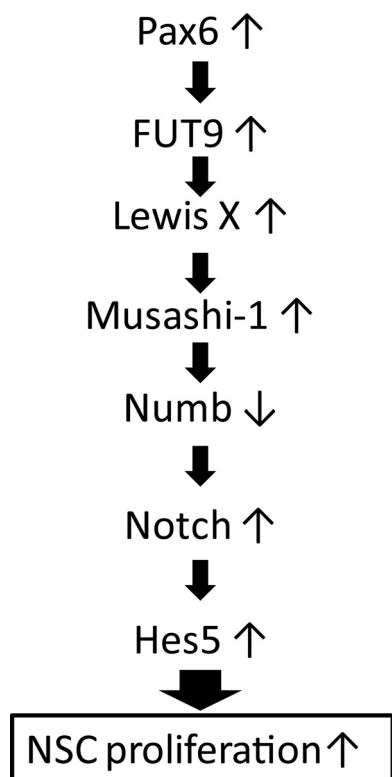 Pax6 ↑
FUT9 ↑
Lewis X ↑
Musashi-1 ↑
Numb ↓
Notch ↑
Hes5 ↑
NSC proliferation ↑